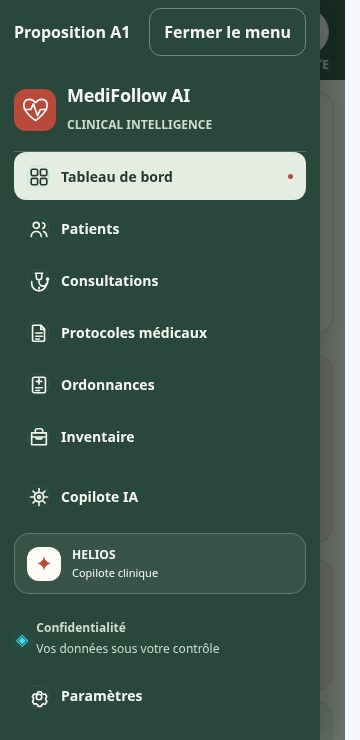 Proposition A1
Fermer le menu
MediFollow AI
CLINICAL INTELLIGENCE
Tableau de bord
Patients
Consultations
Protocoles médicaux
Ordonnances
Inventaire
Copilote IA
HELIOS
Copilote clinique
Confidentialité
Vos données sous votre contrôle
Paramètres